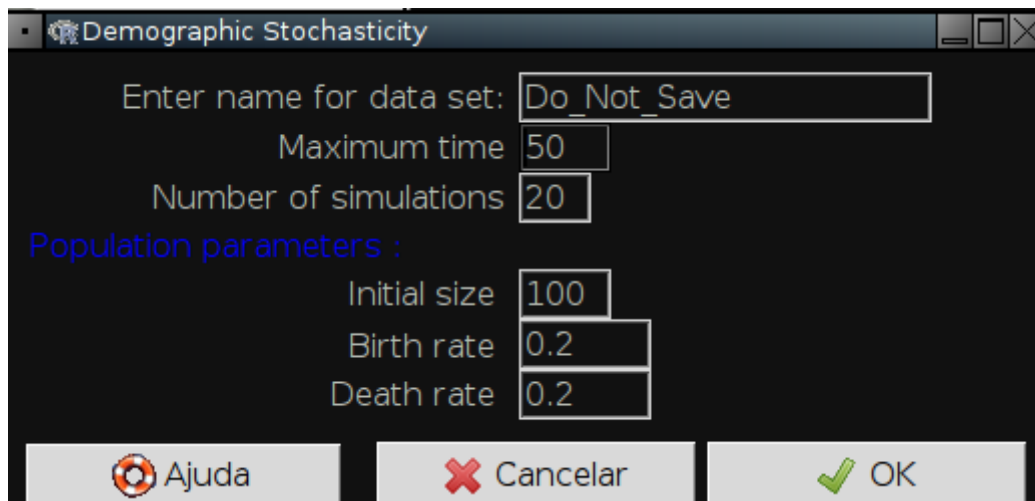 Demographic Stochasticity
Enter name for data set: Do_Not_Save
Maximum time 50
Number of simulations 20
Population parameters :
Initial size 100
Birth rate 0.2
Death rate 0.2
Ajuda Cancelar OK